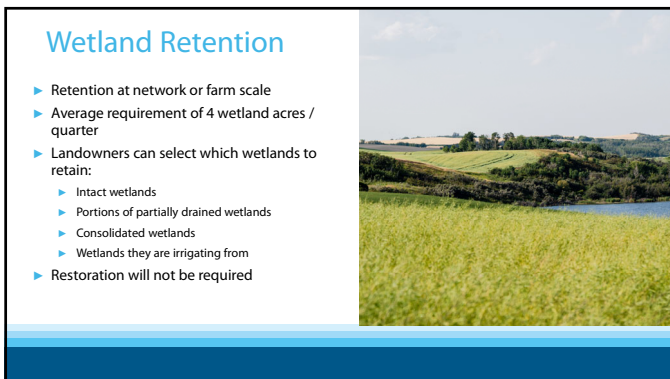 Wetland Retention
► Retention at network or farm scale
► Average requirement of 4 wetland acres /
quarter
► Landowners can select which wetlands to
retain:
► Intact wetlands
► Portions of partially drained wetlands
► Consolidated wetlands
► Wetlands they are irrigating from
► Restoration will not be required